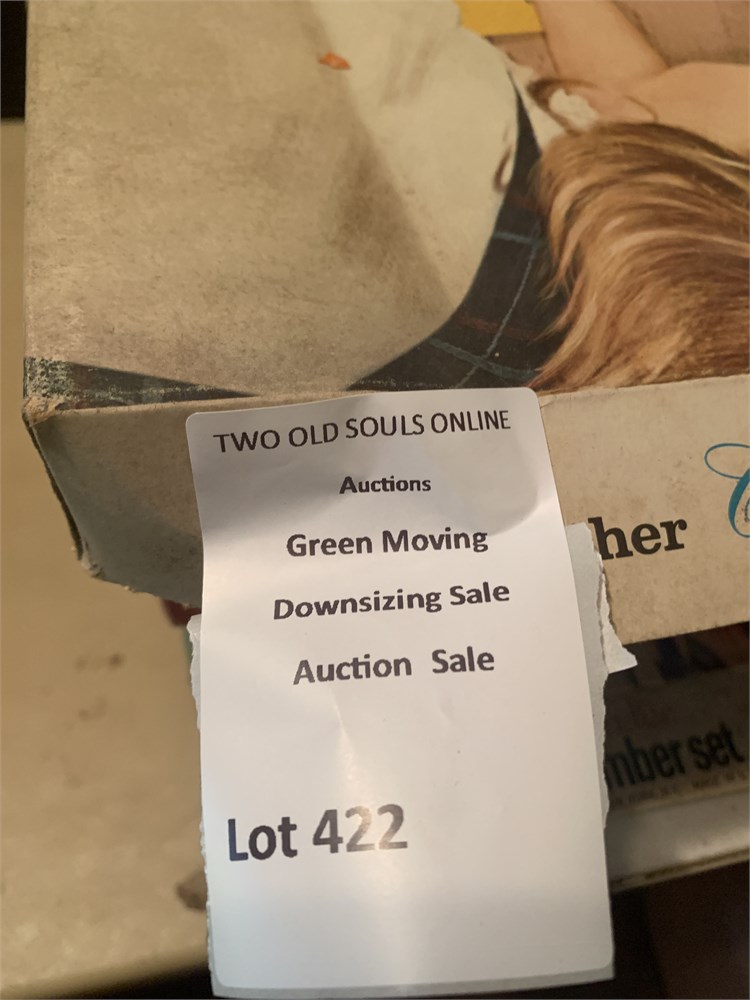 TWO OLD SOULS ONLINE
Auctions
Green Moving
Downsizing Sale
Auction Sale
Lot 422
her
mber set